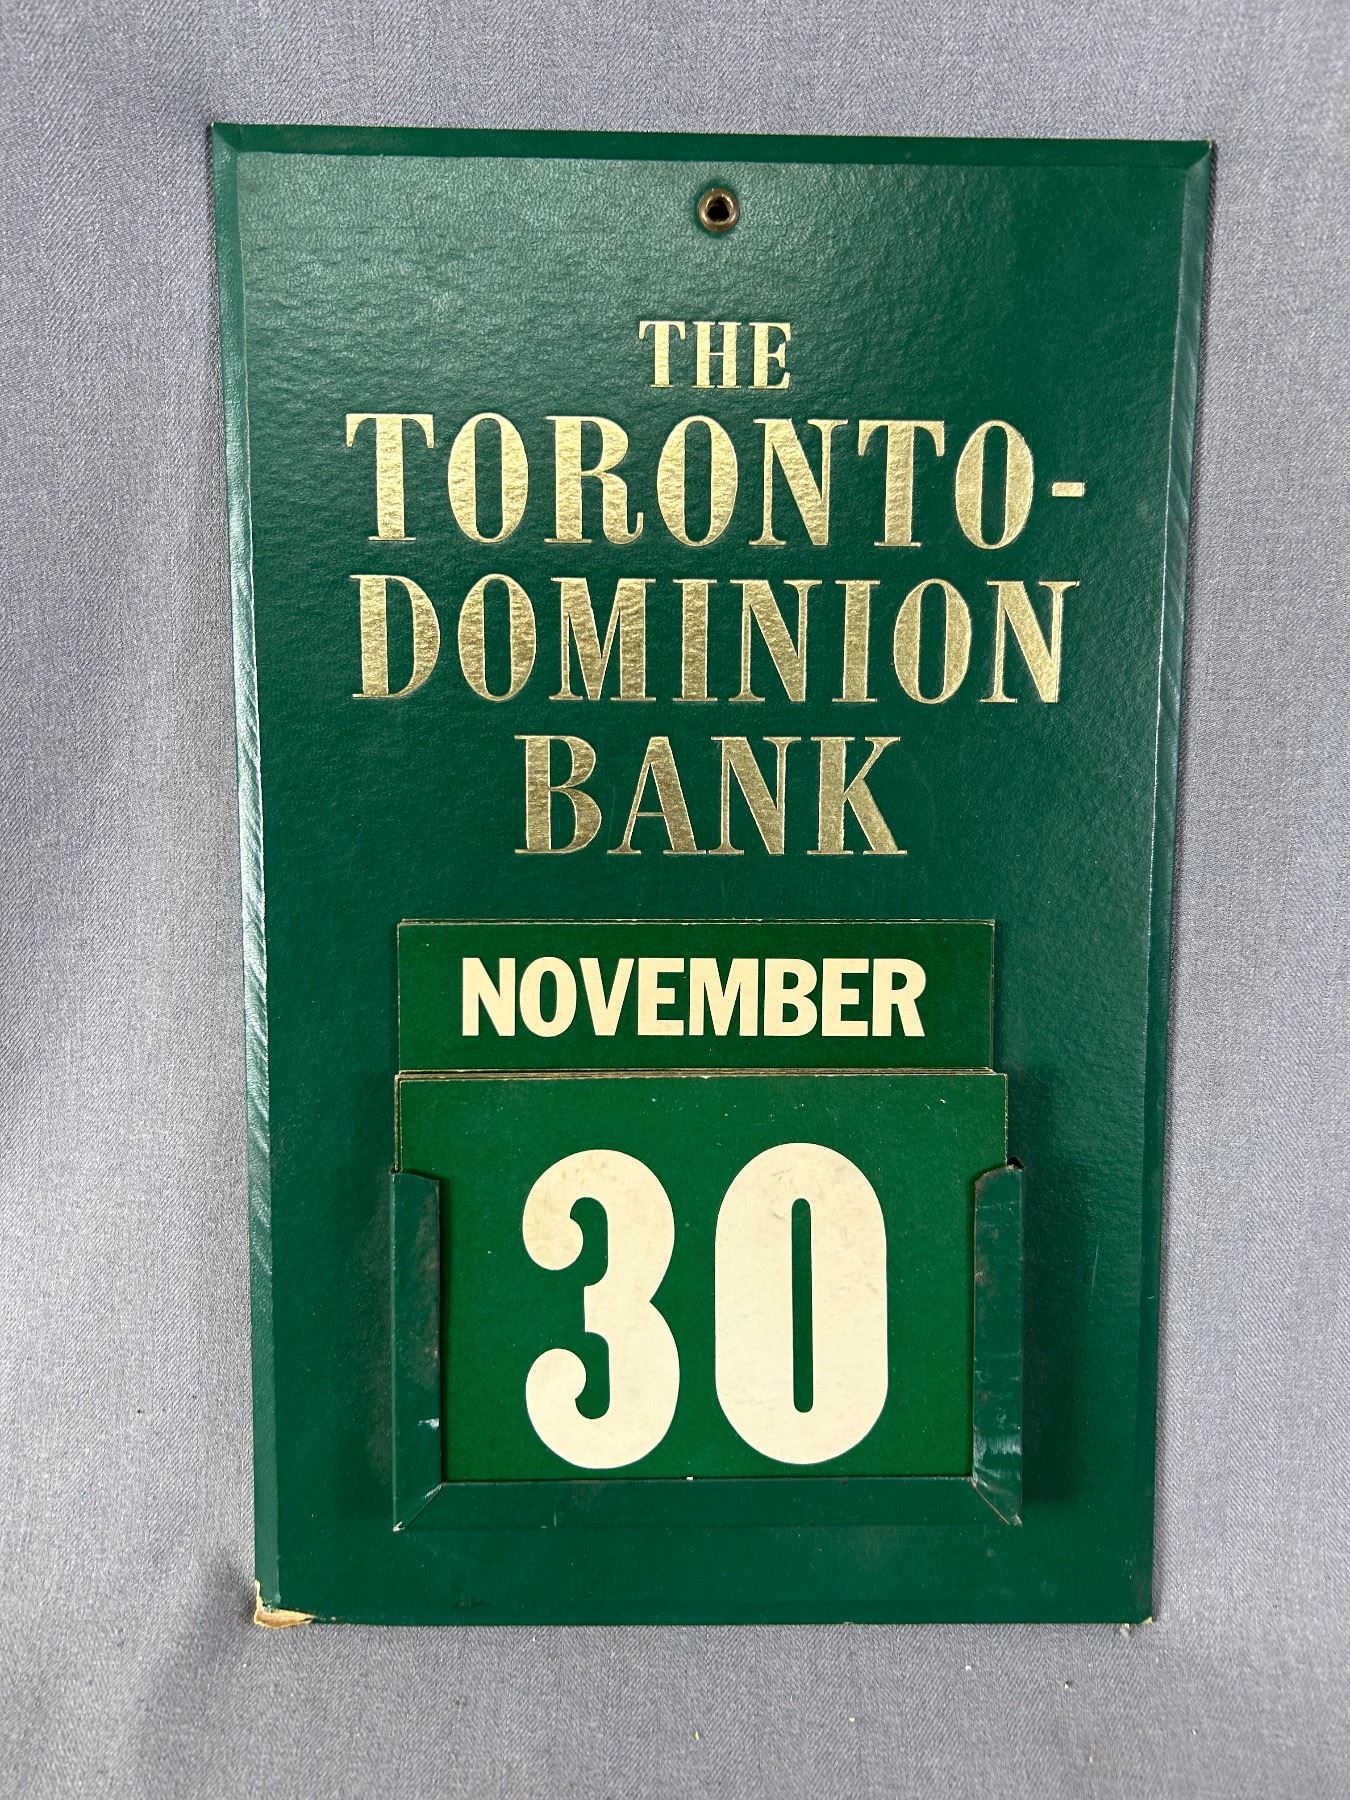 THE
TORONTO-
DOMINION
BANK
NOVEMBER
30